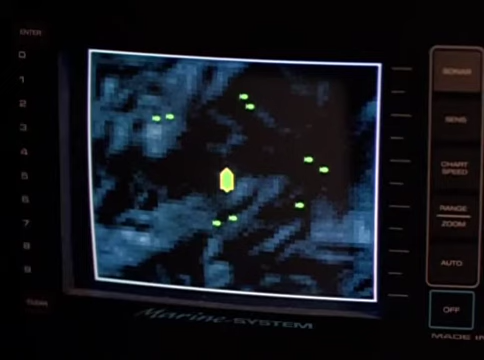 ENTER
0
1
2
3
4
5
6
7
8
9
CLEAR
SONAR
SENS
CHART
SPEED
RANGE
ZOOM
AUTO
OFF
Marine-SYSTEM
MADE IN